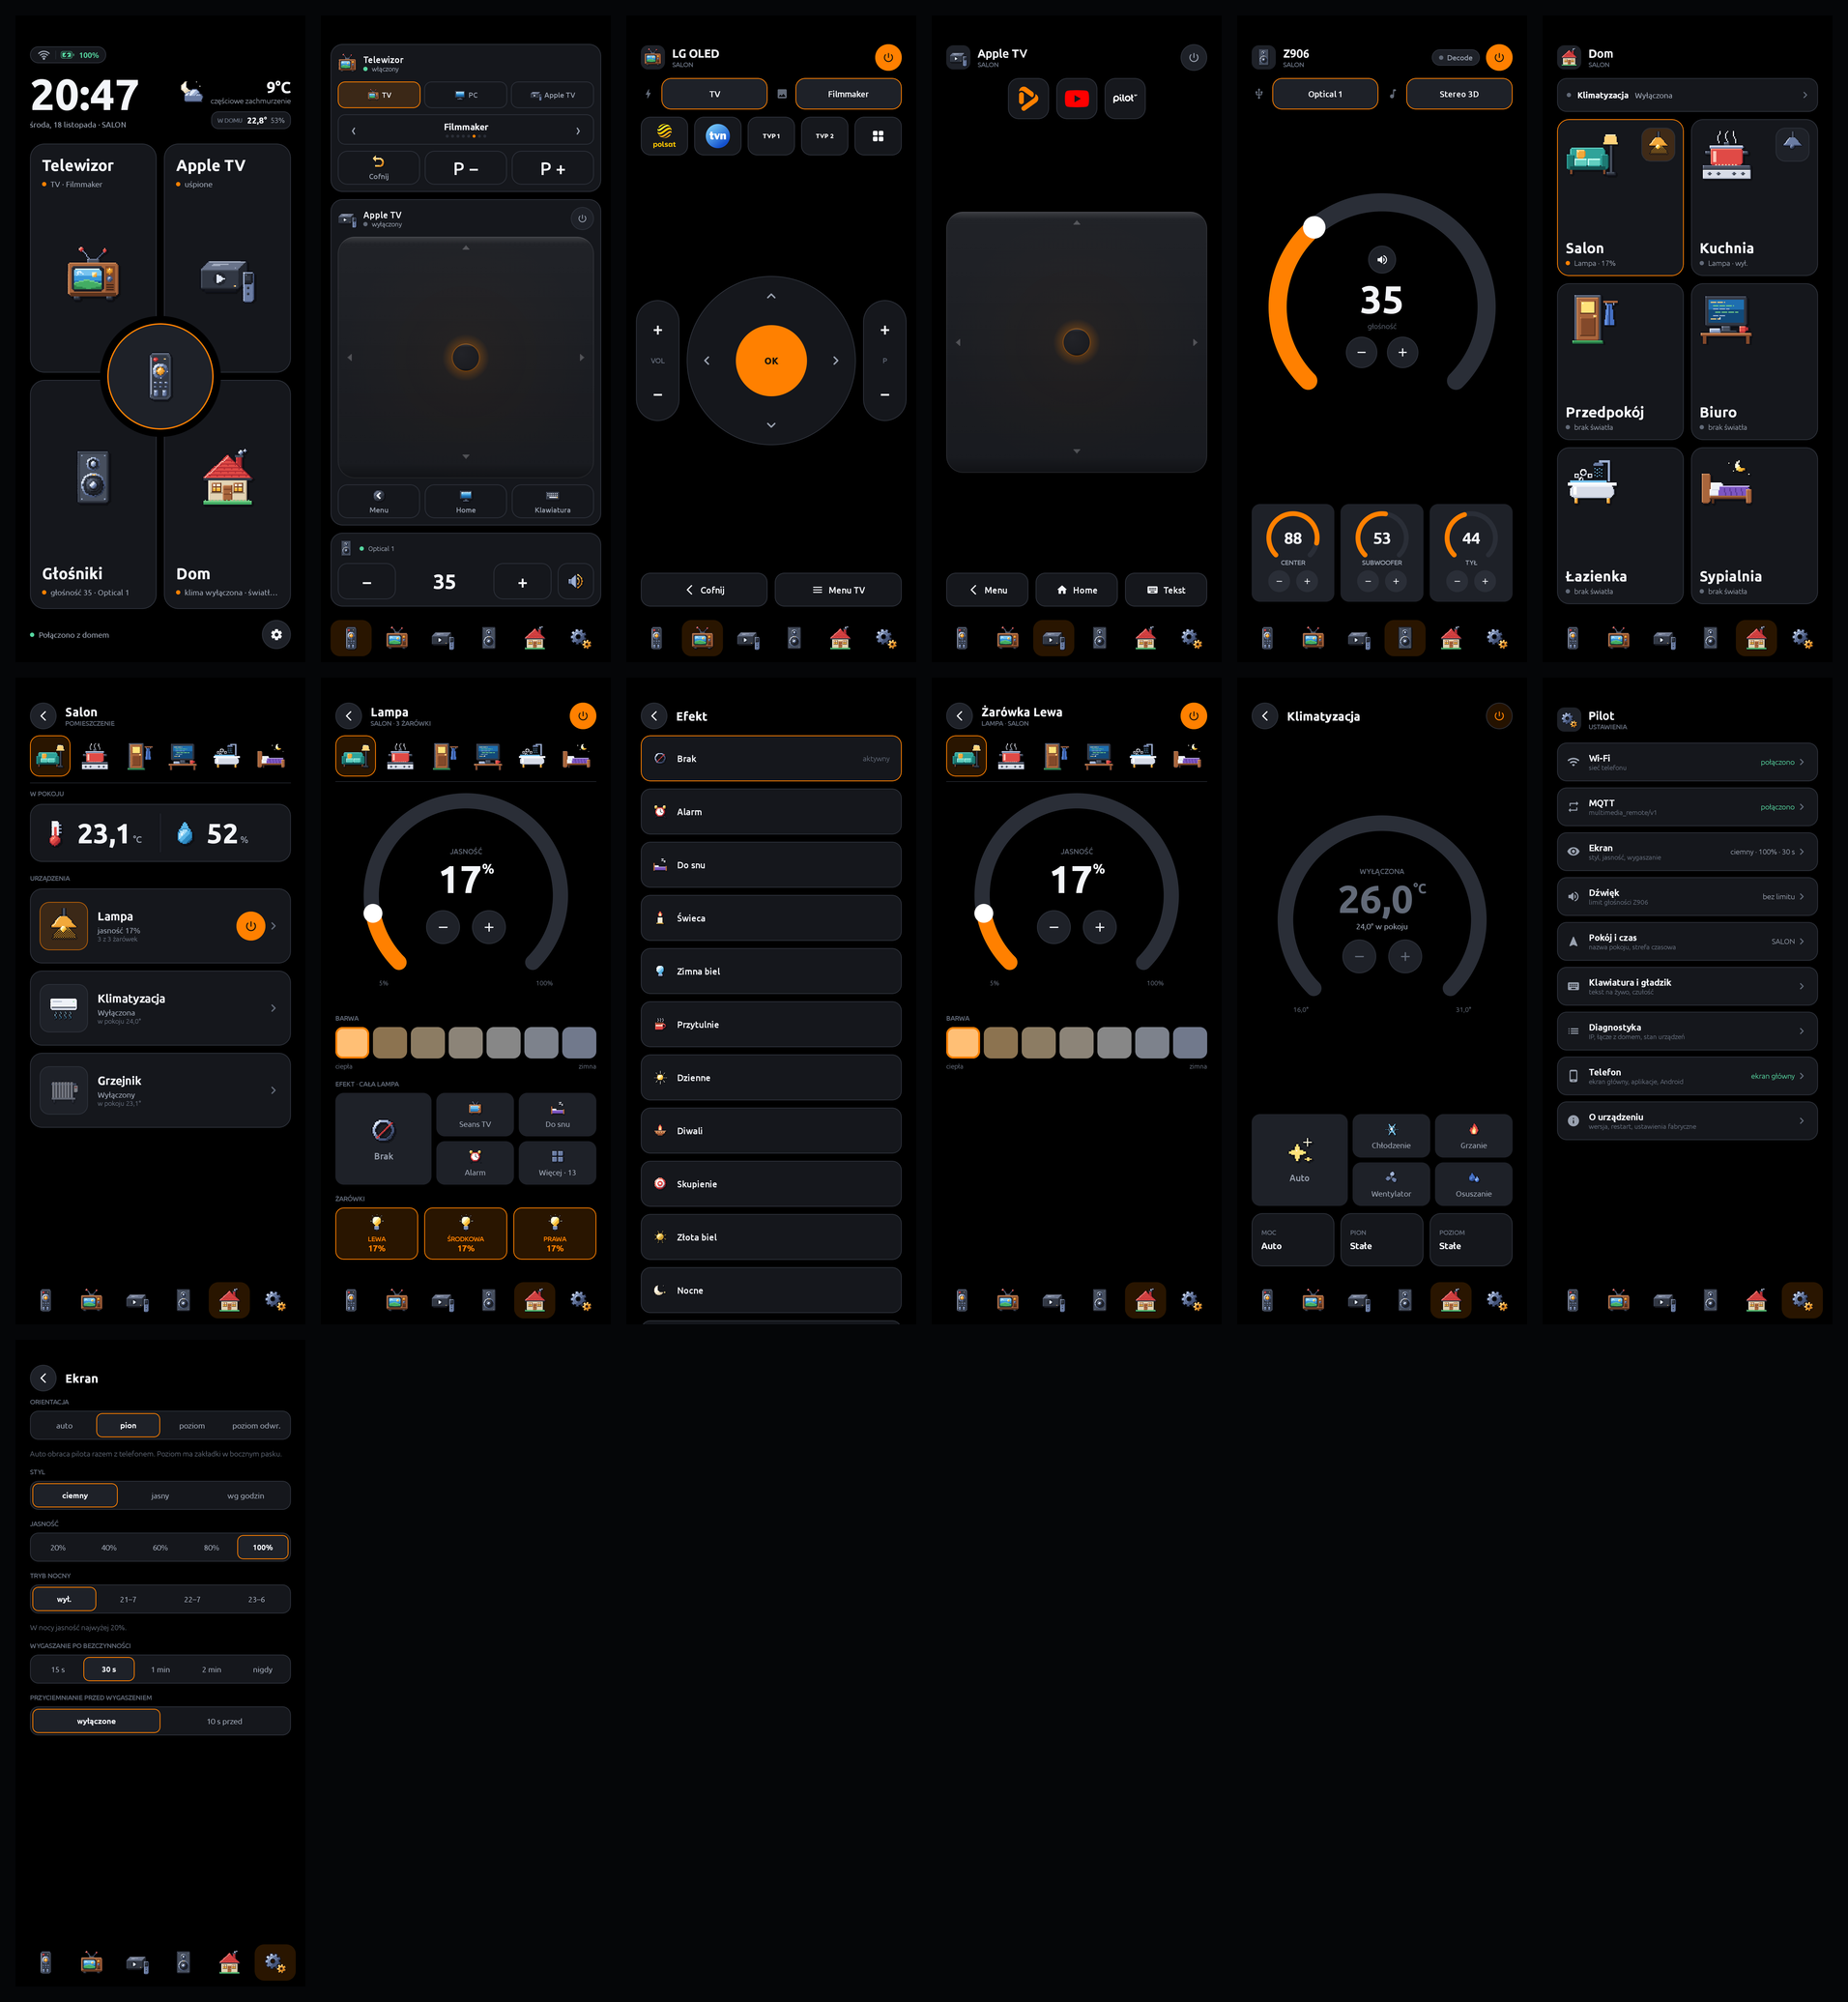 100%
20:47
środa, 18 listopada · SALON
9°C
częściowe zachmurzenie
W DOMU 22,8° 53%
Telewizor
TV · Filmmaker
Apple TV
uśpione
Głośniki
głośność 35 · Optical 1
Dom
klima wyłączona · światł...
Połączono z domem
Telewizor
włączony
TV
PC
Apple TV
Filmmaker
Cofnij
P −
P +
Apple TV
wyłączony
Menu
Home
Klawiatura
Optical 1
−
35
+
LG OLED
SALON
TV
Filmmaker
polsat
tvn
TVP 1
TVP 2
+
VOL
−
OK
+
P
−
Cofnij
Menu TV
Apple TV
SALON
pilot
Menu
Home
Tekst
Z906
SALON
Decode
Optical 1
Stereo 3D
35
głośność
− +
88
CENTER
− +
53
SUBWOOFER
− +
44
TYŁ
− +
Dom
SALON
Klimatyzacja Wyłączona
Salon
Lampa · 17%
Kuchnia
Lampa · wył.
Przedpokój
brak światła
Biuro
brak światła
Łazienka
brak światła
Sypialnia
brak światła
Salon
POMIESZCZENIE
W POKOJU
23,1 °C
52 %
URZĄDZENIA
Lampa
jasność 17%
3 z 3 żarówek
Klimatyzacja
Wyłączona
w pokoju 24,0°
Grzejnik
Wyłączony
w pokoju 23,1°
Lampa
SALON · 3 ŻARÓWKI
JASNOŚĆ
17%
− +
5%
100%
BARWA
ciepła
zimna
EFEKT · CAŁA LAMPA
Brak
Seans TV
Do snu
Alarm
Więcej · 13
ŻARÓWKI
LEWA
17%
ŚRODKOWA
17%
PRAWA
17%
Efekt
Brak
aktywny
Alarm
Do snu
Świeca
Zimna biel
Przytulnie
Dzienne
Diwali
Skupienie
Złota biel
Nocne
Żarówka Lewa
LAMPA · SALON
JASNOŚĆ
17%
− +
5%
100%
BARWA
ciepła
zimna
Klimatyzacja
WYŁĄCZONA
26,0°C
24,0° w pokoju
− +
16,0°
31,0°
Auto
Chłodzenie
Grzanie
Wentylator
Osuszanie
MOC
Auto
PION
Stałe
POZIOM
Stałe
Pilot
USTAWIENIA
Wi-Fi
sieć telefonu
połączono
MQTT
multimedia_remote/v1
połączono
Ekran
styl, jasność, wygaszanie
ciemny · 100% · 30 s
Dźwięk
limit głośności Z906
bez limitu
Pokój i czas
nazwa pokoju, strefa czasowa
SALON
Klawiatura i gładzik
tekst na żywo, czułość
Diagnostyka
IP, łącze z domem, stan urządzeń
Telefon
ekran główny, aplikacje, Android
ekran główny
O urządzeniu
wersja, restart, ustawienia fabryczne
Ekran
ORIENTACJA
auto
pion
poziom
poziom odwr.
Auto obraca pilota razem z telefonem. Poziom ma zakładki w bocznym pasku.
STYL
ciemny
jasny
wg godzin
JASNOŚĆ
20%
40%
60%
80%
100%
TRYB NOCNY
wył.
21–7
22–7
23–6
W nocy jasność najwyżej 20%.
WYGASZANIE PO BEZCZYNNOŚCI
15 s
30 s
1 min
2 min
nigdy
PRZYCIEMNIANIE PRZED WYGASZENIEM
wyłączone
10 s przed